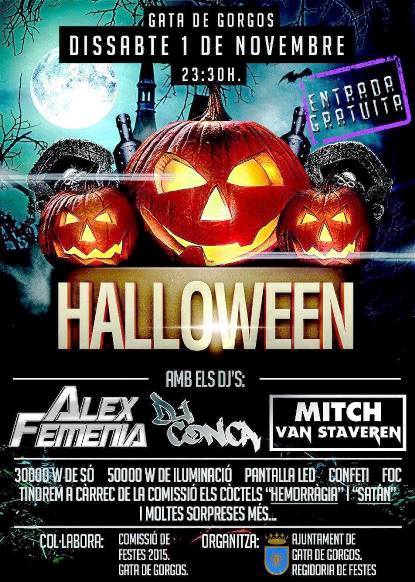 GATA DE GORGOS
DISSABTE 1 DE NOVEMBRE
23:30H.
ENTRADA
GRATUITA
HALLOWEEN
AMB ELS DJ'S:
ALEX
FEMENIA
DJ
CONCA
MITCH
VAN STAVEREN
30000 W DE SÓ 50000 W DE ILUMINACIÓ PANTALLA LED CONFETI FOC
TINDREM A CÀRREC DE LA COMISSIÓ ELS CÒCTELS "HEMORRÀGIA" I "SATÁN"
I MOLTES SORPRESES MÉS...
COL·LABORA:
COMISSIÓ DE
FESTES 2015.
GATA DE GORGOS.
ORGANITZA:
AJUNTAMENT DE
GATA DE GORGOS.
REGIDORIA DE FESTES